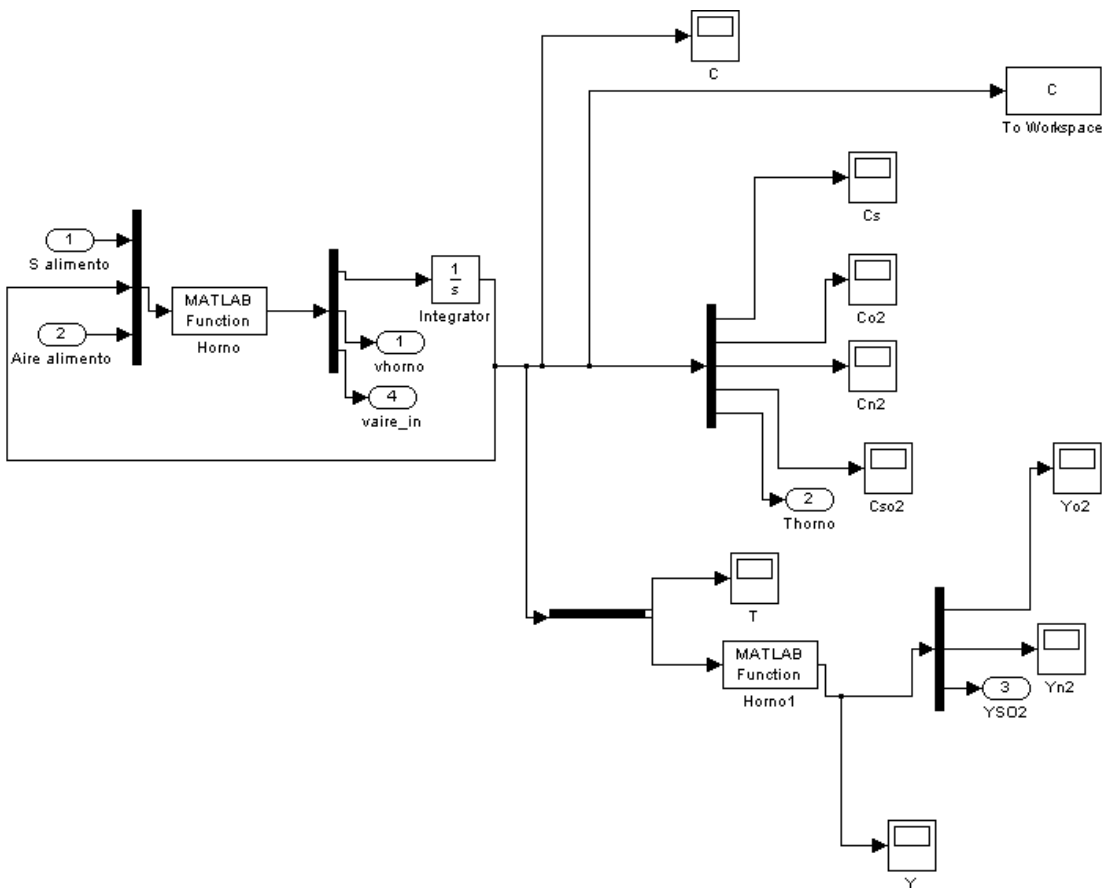 C
C
To Workspace
Cs
1
S alimento
MATLAB
Function
Horno
2
Aire alimento
1
s
Integrator
1
vhorno
4
vaire_in
Co2
Cn2
Cso2
2
Thorno
Yo2
T
MATLAB
Function
Horno1
Yn2
3
YSO2
Y